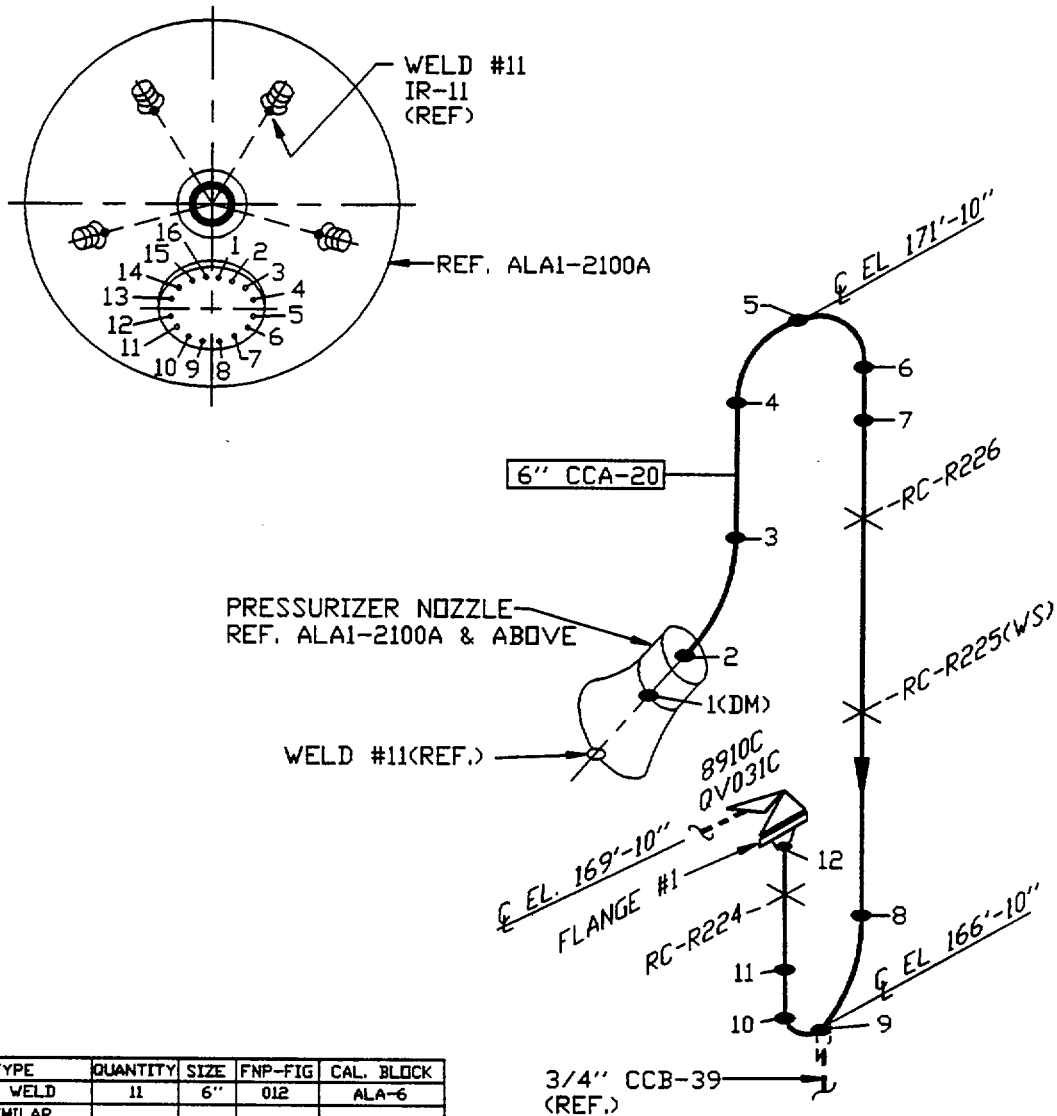 WELD #11
IR-11
(REF)
REF. ALA1-2100A
16
1
2
3
4
5
6
7
8
9
10
11
12
13
14
15
℄ EL 171'-10"
5
6
4
7
6" CCA-20
RC-R226
3
PRESSURIZER NOZZLE
REF. ALA1-2100A & ABOVE
2
RC-R225(WS)
1(DM)
WELD #11(REF.)
8910C
QV031C
12
℄ EL. 169'-10"
FLANGE #1
8
RC-R224
℄ EL 166'-10"
11
10
9
3/4" CCB-39
(REF.)
YPE QUANTITY SIZE FNP-FIG CAL. BLOCK
WELD 11 6" 012 ALA-6
MILAR